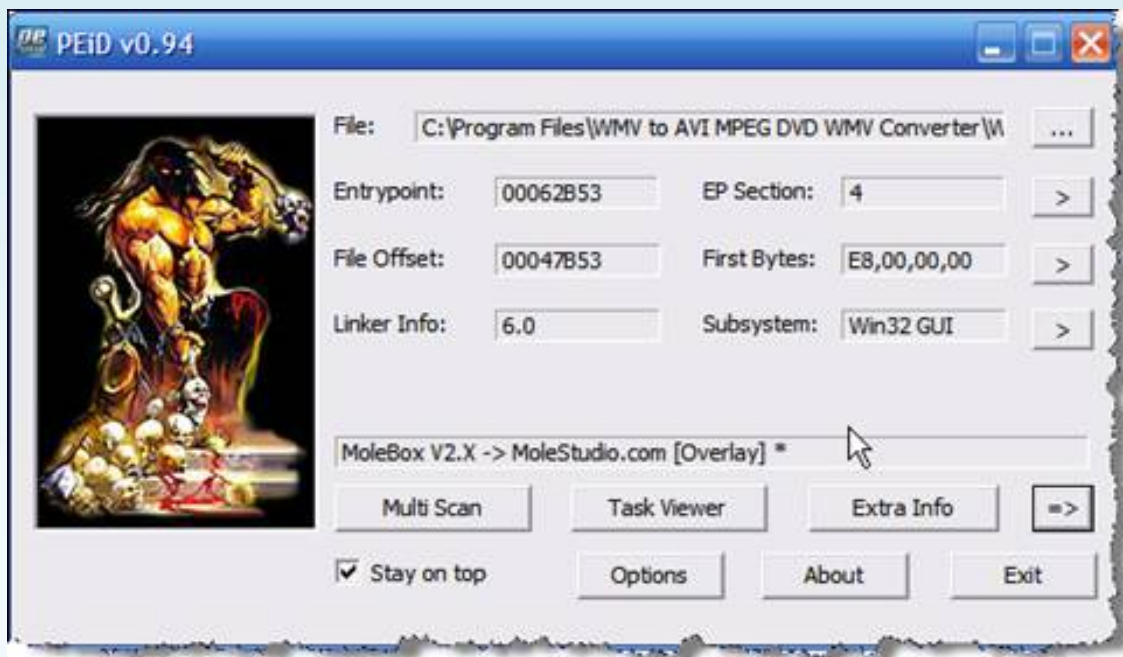 PEiD v0.94
File: C:\Program Files\WMV to AVI MPEG DVD WMV Converter\W ...
Entrypoint: 00062B53 EP Section: 4 >
File Offset: 00047B53 First Bytes: E8,00,00,00 >
Linker Info: 6.0 Subsystem: Win32 GUI >
MoleBox V2.X -> MoleStudio.com [Overlay] *
Multi Scan Task Viewer Extra Info =>
Stay on top Options About Exit